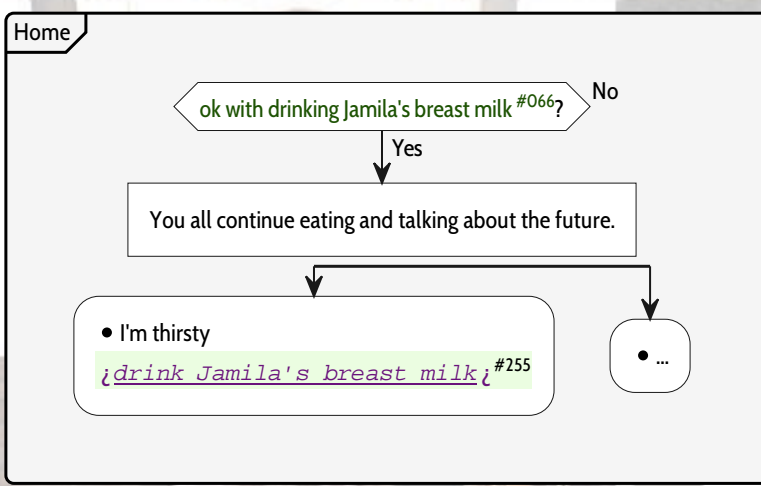 Home
ok with drinking Jamila's breast milk #066?
No
Yes
You all continue eating and talking about the future.
• I'm thirsty
¿drink Jamila's breast milk¿#255
• ...